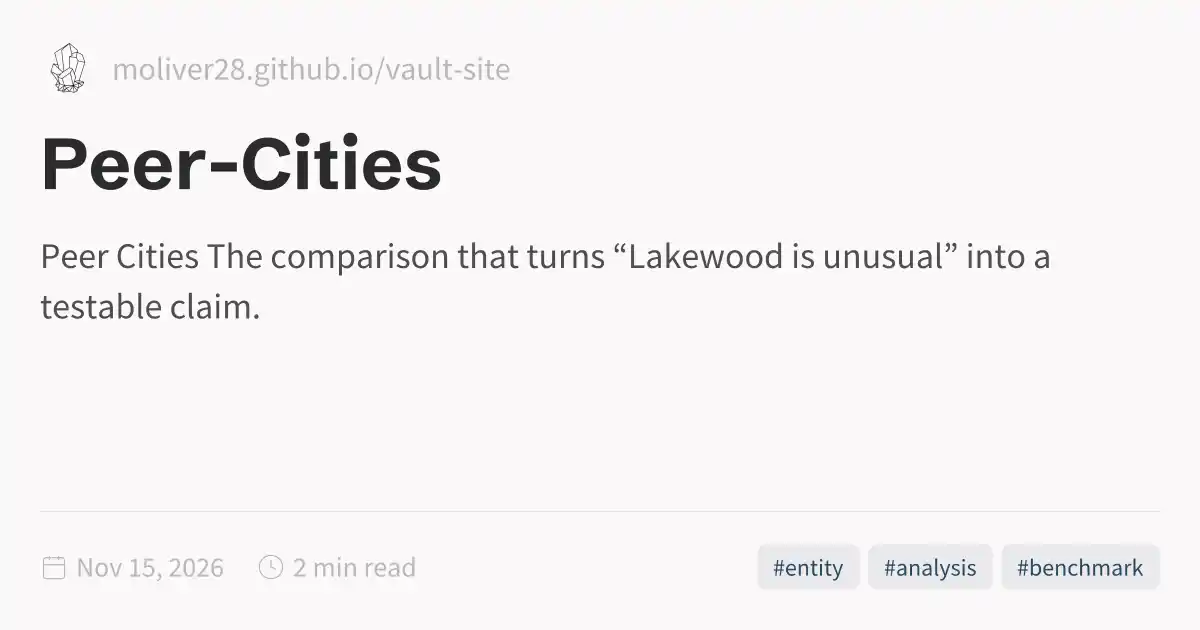 moliver28.github.io/vault-site
Peer-Cities
Peer Cities The comparison that turns “Lakewood is unusual” into a
testable claim.
Nov 15, 2026
2 min read
#entity
#analysis
#benchmark